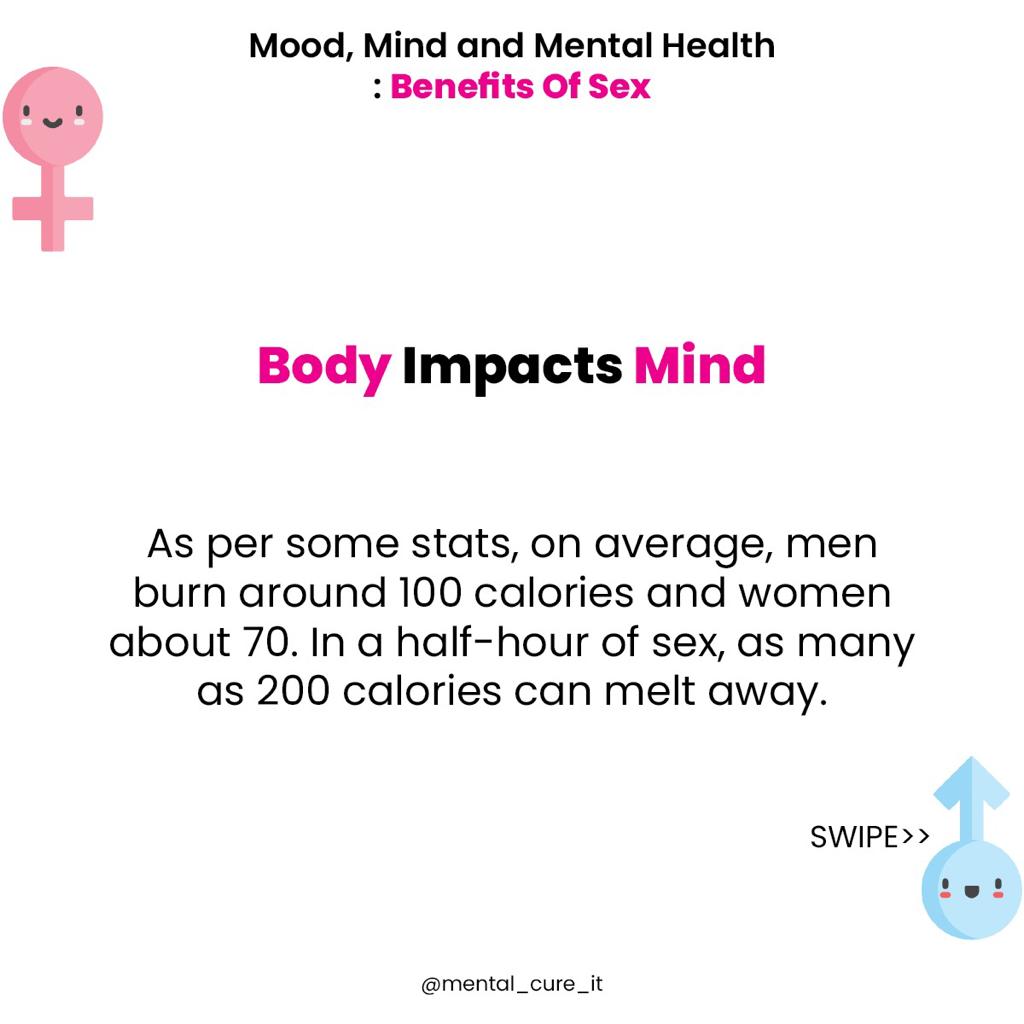 Mood, Mind and Mental Health
: Benefits Of Sex
Body Impacts Mind
As per some stats, on average, men
burn around 100 calories and women
about 70. In a half-hour of sex, as many
as 200 calories can melt away.
SWIPE>>
@mental_cure_it